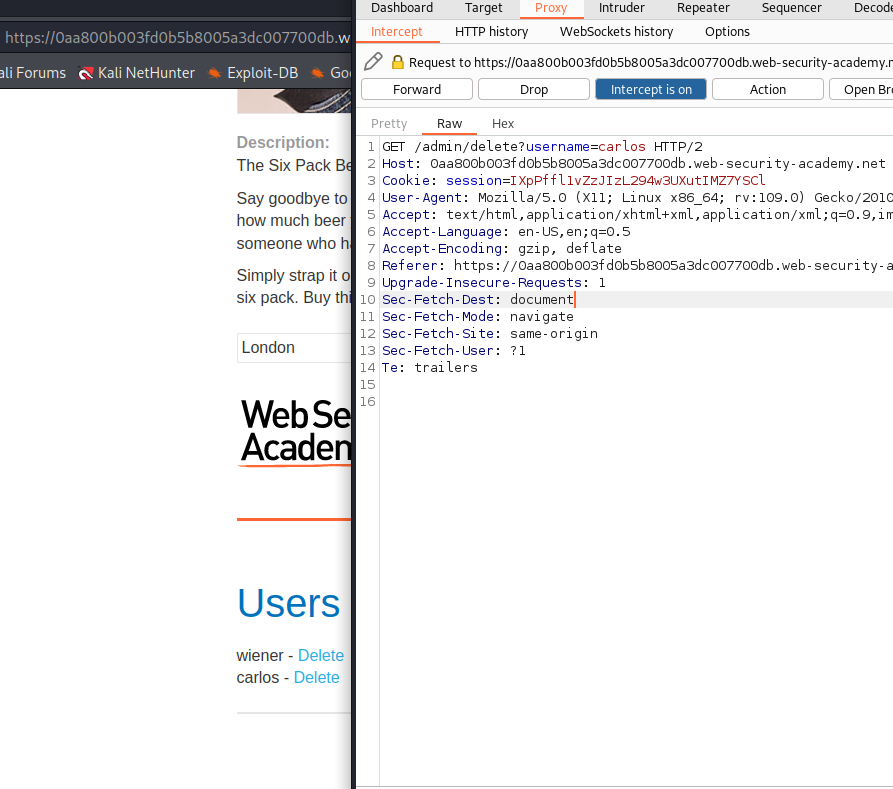 https://0aa800b003fd0b5b8005a3dc007700db.w
ali Forums Kali NetHunter Exploit-DB Goo
Description:
The Six Pack Be
Say goodbye to
how much beer
someone who ha
Simply strap it o
six pack. Buy thi
London
Web Se
Academ
Users
wiener - Delete
carlos - Delete
Dashboard Target Proxy Intruder Repeater Sequencer Decode
Intercept HTTP history WebSockets history Options
Request to https://0aa800b003fd0b5b8005a3dc007700db.web-security-academy.n
Forward Drop Intercept is on Action Open Br
Pretty Raw Hex
1 GET /admin/delete?username=carlos HTTP/2
2 Host: 0aa800b003fd0b5b8005a3dc007700db.web-security-academy.net
3 Cookie: session=IXpPffl1vZzJIzL294w3UXutIMZ7YSCl
4 User-Agent: Mozilla/5.0 (X11; Linux x86_64; rv:109.0) Gecko/2010
5 Accept: text/html,application/xhtml+xml,application/xml;q=0.9,im
6 Accept-Language: en-US,en;q=0.5
7 Accept-Encoding: gzip, deflate
8 Referer: https://0aa800b003fd0b5b8005a3dc007700db.web-security-a
9 Upgrade-Insecure-Requests: 1
10 Sec-Fetch-Dest: document
11 Sec-Fetch-Mode: navigate
12 Sec-Fetch-Site: same-origin
13 Sec-Fetch-User: ?1
14 Te: trailers
15
16